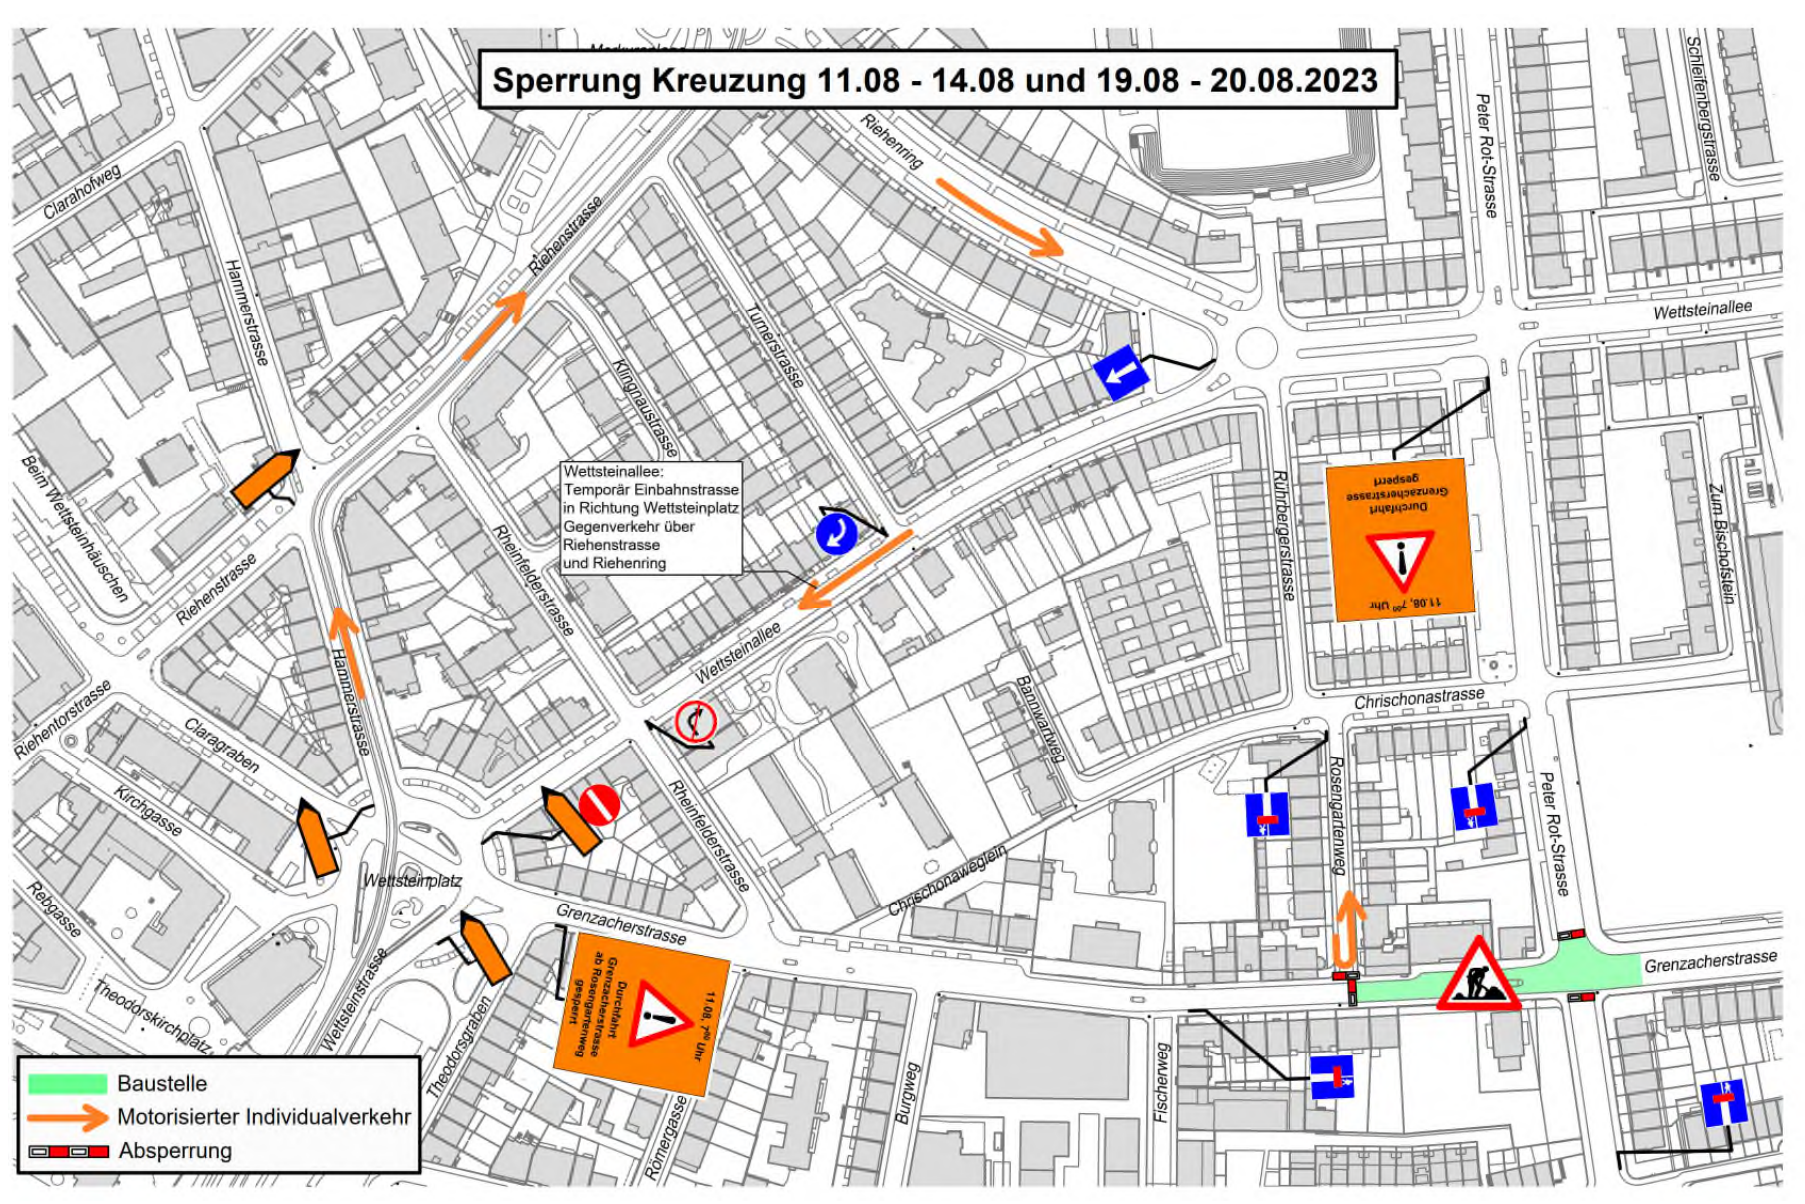 Sperrung Kreuzung 11.08 - 14.08 und 19.08 - 20.08.2023
Riehenring
Peter Rot-Strasse
Schleifenbergstrasse
Clarahofweg
Hammerstrasse
Riehenstrasse
Turnerstrasse
Klingnaustrasse
Wettsteinallee
Beim Wettsteinhäuschen
Riehenstrasse
Rheinfelderstrasse
Wettsteinallee:
Temporär Einbahnstrasse
in Richtung Wettsteinplatz
Gegenverkehr über
Riehenstrasse
und Riehenring
Rührbergerstrasse
11.08, 7⁰⁰ Uhr
Durchfahrt
Grenzacherstrasse
gesperrt
Zum Bischofstein
Wettsteinallee
Hammerstrasse
Riehentorstrasse
Claragraben
Kirchgasse
Bannwartweg
Chrischonastrasse
Rheinfelderstrasse
Rosengartenweg
Peter Rot-Strasse
Wettsteinplatz
Rebgasse
Chrischonaweglein
Grenzacherstrasse
Grenzacherstrasse
Theodorskirchplatz
Wettsteinstrasse
Theodorsgraben
11.08, 7⁰⁰ Uhr
Durchfahrt
Grenzacherstrasse
ab Rosengartenweg
gesperrt
Römergasse
Burgweg
Fischerweg
Baustelle
Motorisierter Individualverkehr
Absperrung